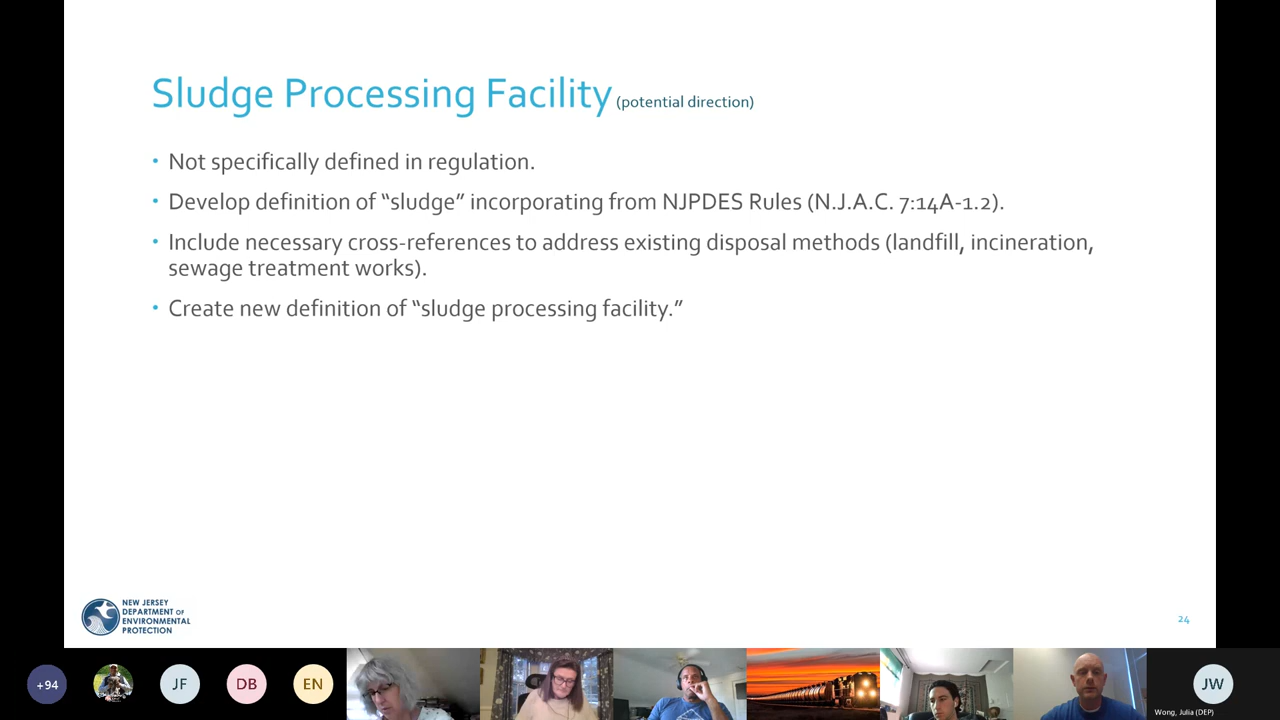 Sludge Processing Facility (potential direction)
• Not specifically defined in regulation.
• Develop definition of “sludge” incorporating from NJPDES Rules (N.J.A.C. 7:14A-1.2).
• Include necessary cross-references to address existing disposal methods (landfill, incineration,
sewage treatment works).
• Create new definition of “sludge processing facility.”
NEW JERSEY
DEPARTMENT OF
ENVIRONMENTAL
PROTECTION
24
+94
JF
DB
EN
JW
Wong, Julia (DEP)